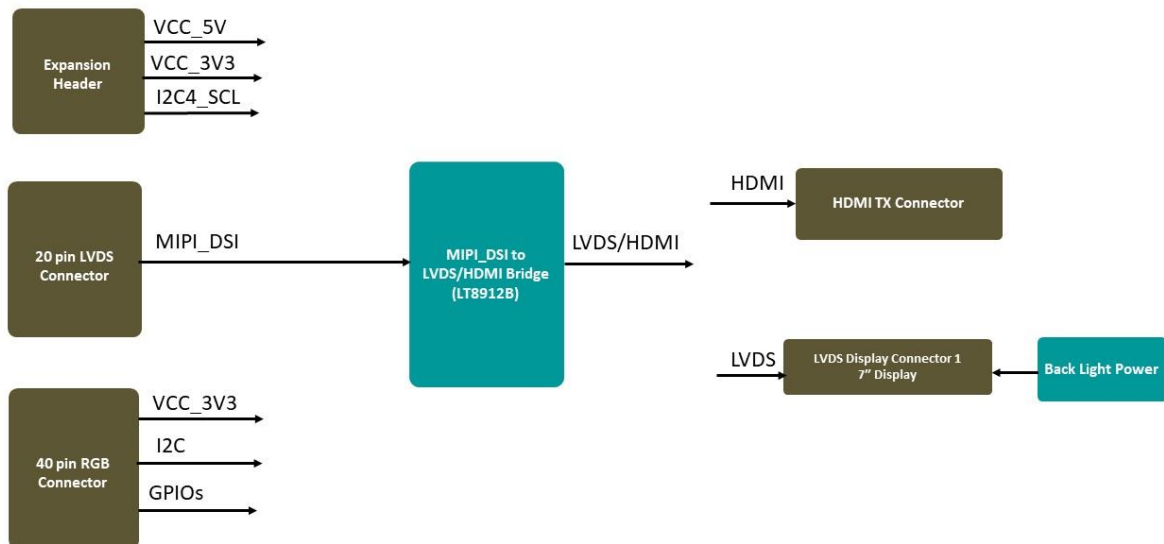 VCC_5V
Expansion
Header
VCC_3V3
I2C4_SCL
20 pin LVDS
Connector
MIPI_DSI
MIPI_DSI to
LVDS/HDMI Bridge
(LT8912B)
LVDS/HDMI
HDMI
HDMI TX Connector
LVDS
LVDS Display Connector 1
7” Display
Back Light Power
40 pin RGB
Connector
VCC_3V3
I2C
GPIOs